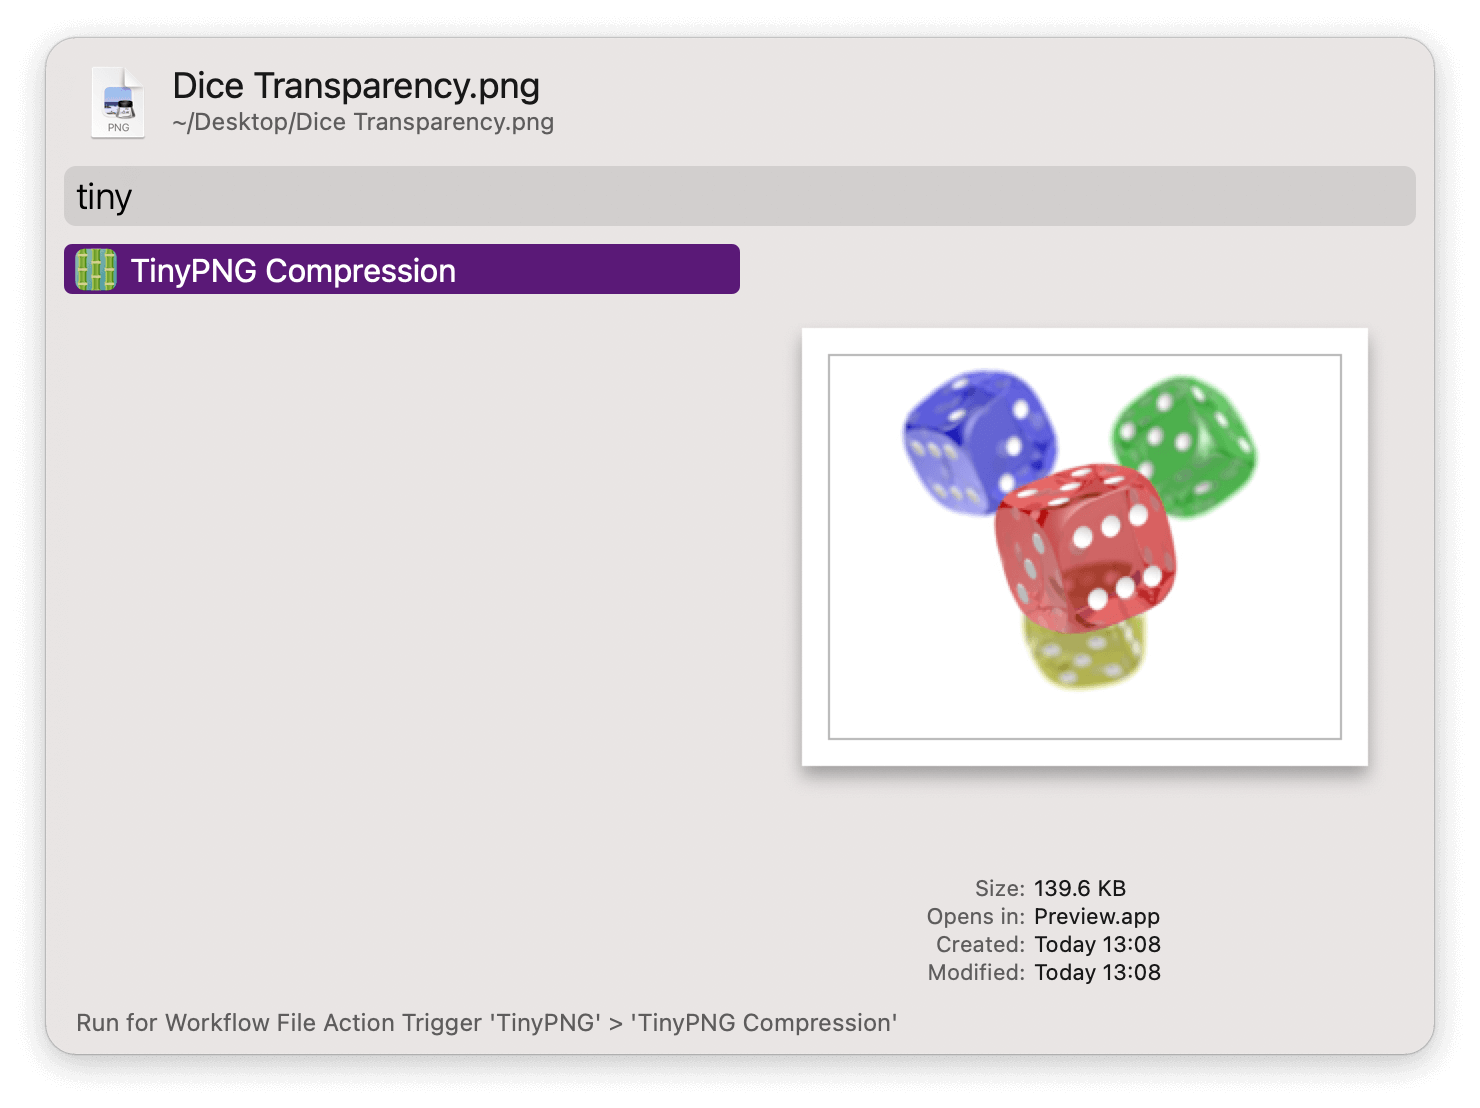 PNG
Dice Transparency.png
~/Desktop/Dice Transparency.png
tiny
TinyPNG Compression
Size: 139.6 KB
Opens in: Preview.app
Created: Today 13:08
Modified: Today 13:08
Run for Workflow File Action Trigger 'TinyPNG' > 'TinyPNG Compression'